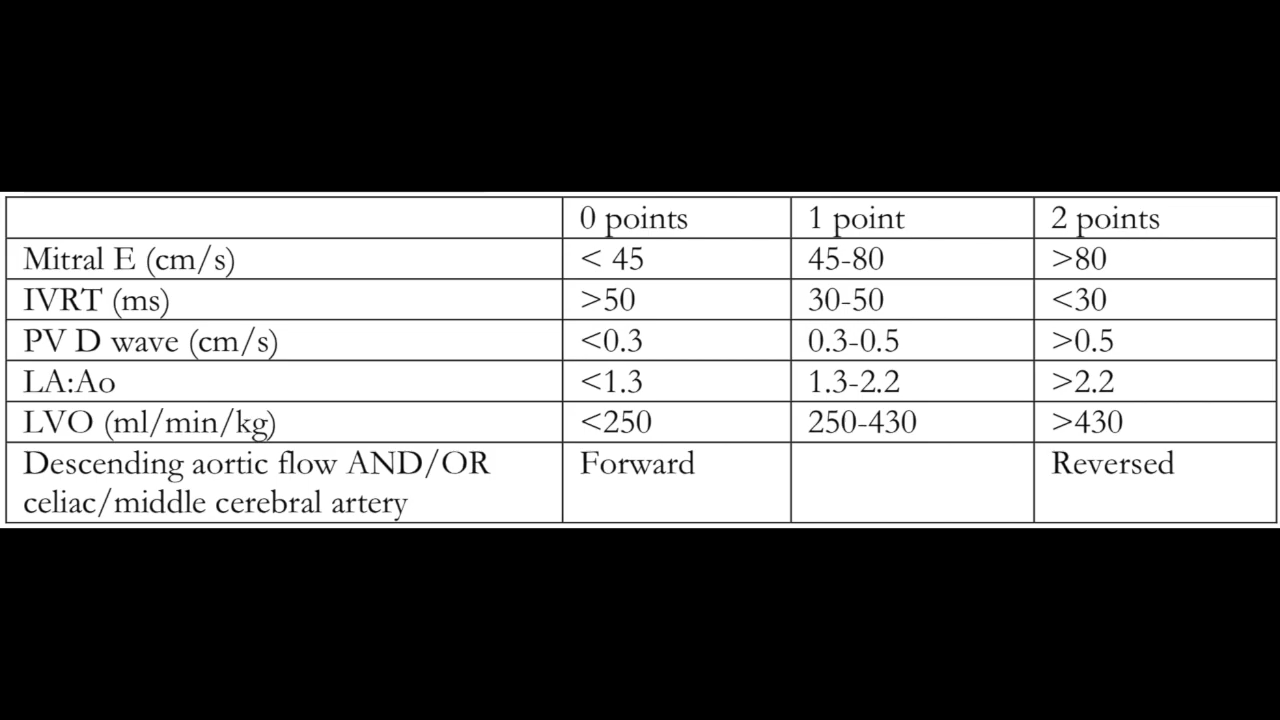 0 points 1 point 2 points
Mitral E (cm/s) < 45 45-80 >80
IVRT (ms) >50 30-50 <30
PV D wave (cm/s) <0.3 0.3-0.5 >0.5
LA:Ao <1.3 1.3-2.2 >2.2
LVO (ml/min/kg) <250 250-430 >430
Descending aortic flow AND/OR Forward Reversed
celiac/middle cerebral artery